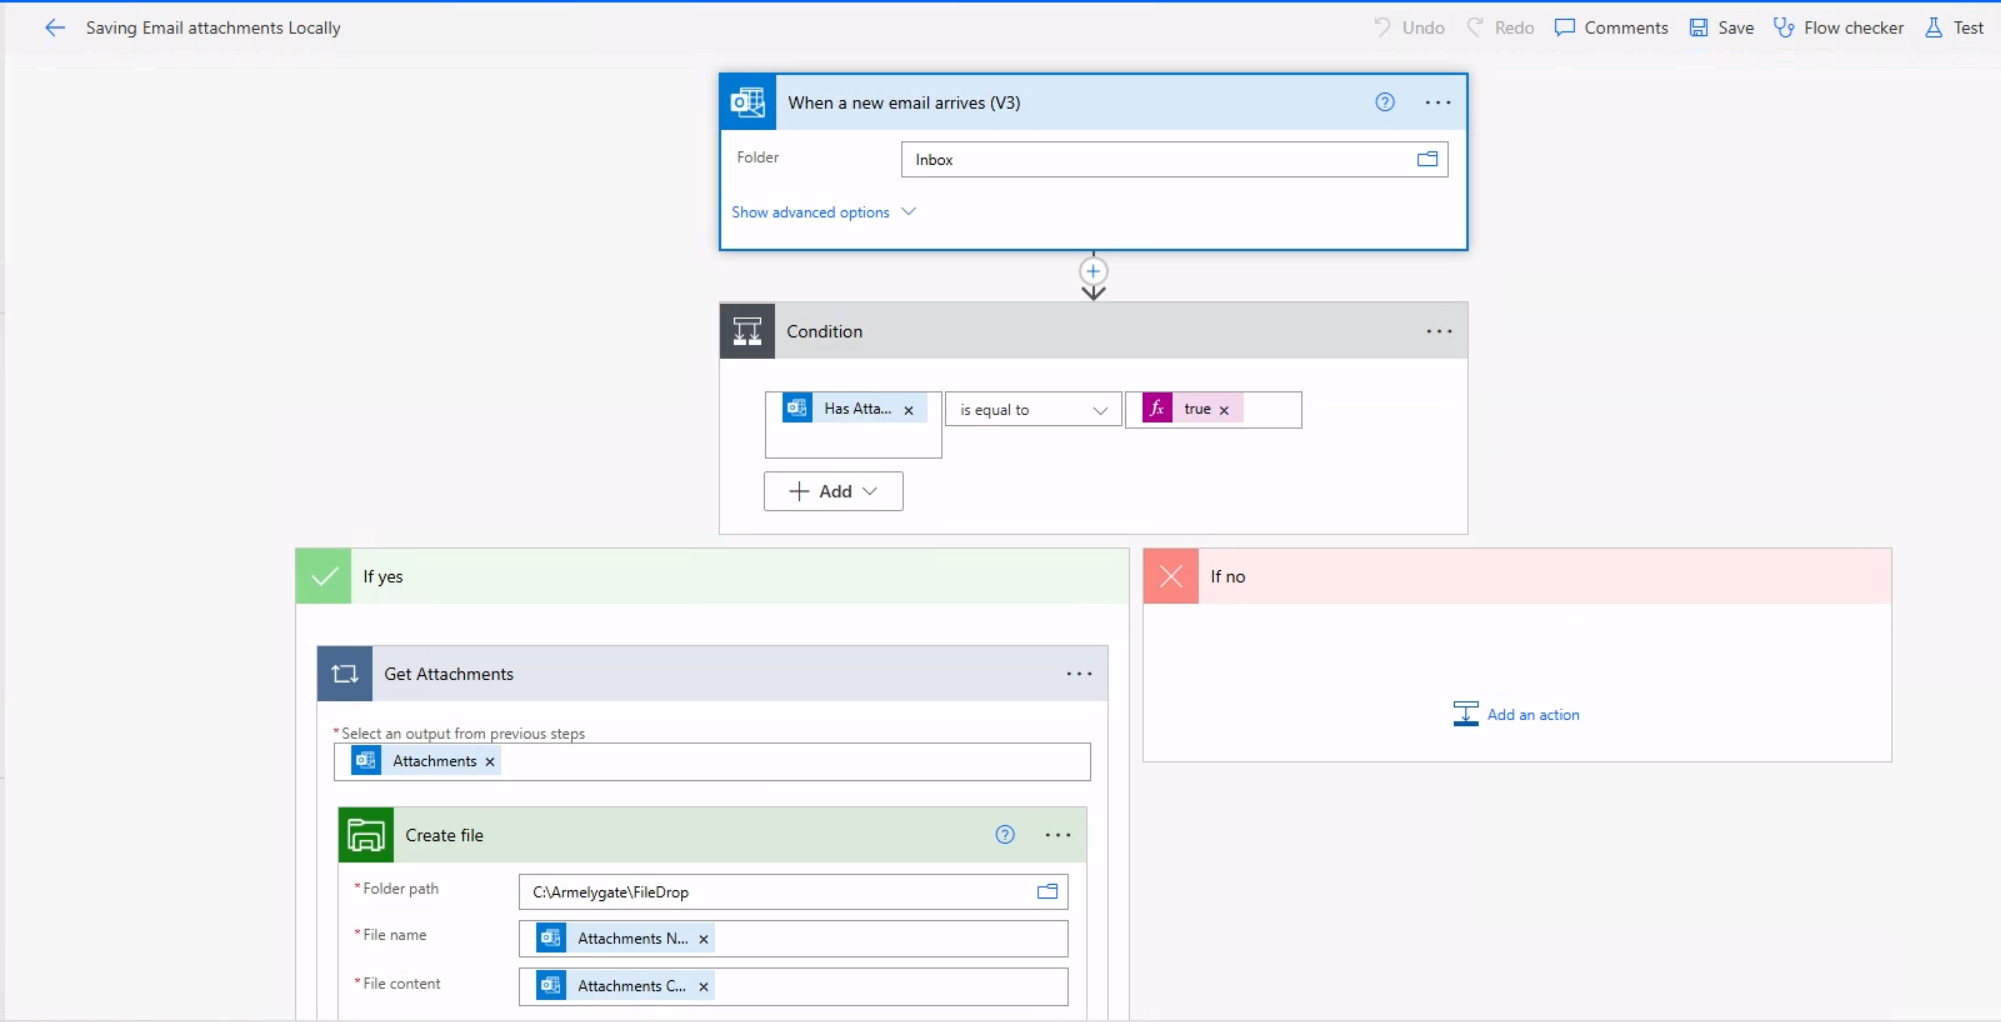 Saving Email attachments Locally
Undo Redo Comments Save Flow checker Test
When a new email arrives (V3)
Folder Inbox
Show advanced options
Condition
Has Atta... × is equal to fx true ×
+ Add
If yes
If no
Get Attachments
Add an action
*Select an output from previous steps
Attachments ×
Create file
*Folder path C:\Armelygate\FileDrop
*File name Attachments N... ×
*File content Attachments C... ×